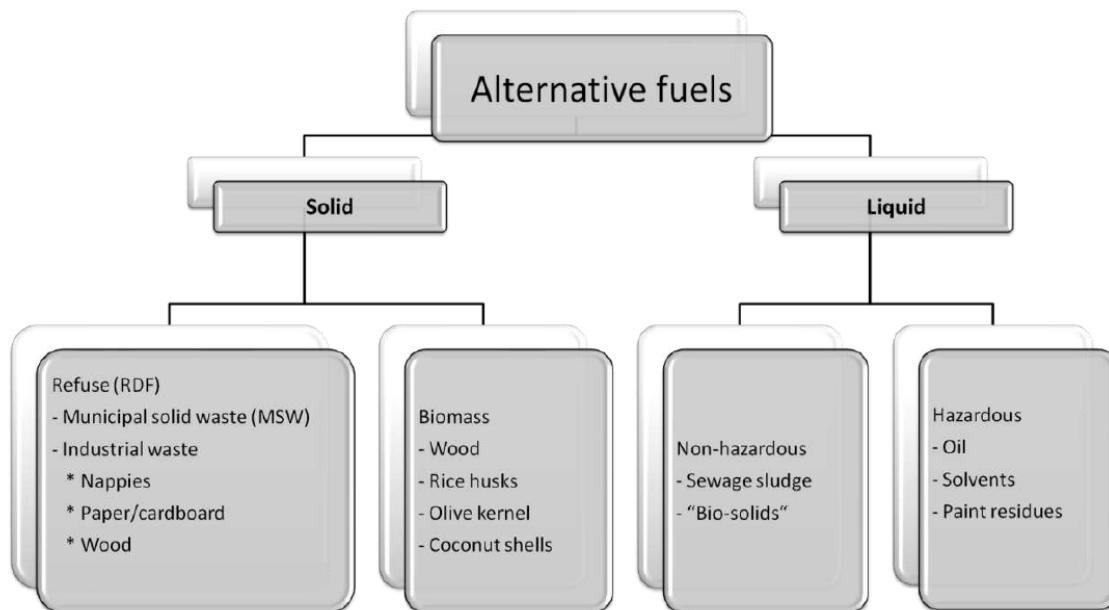 Alternative fuels
Solid
Liquid
Refuse (RDF)
- Municipal solid waste (MSW)
- Industrial waste
* Nappies
* Paper/cardboard
* Wood
Biomass
- Wood
- Rice husks
- Olive kernel
- Coconut shells
Non-hazardous
- Sewage sludge
- “Bio-solids“
Hazardous
- Oil
- Solvents
- Paint residues